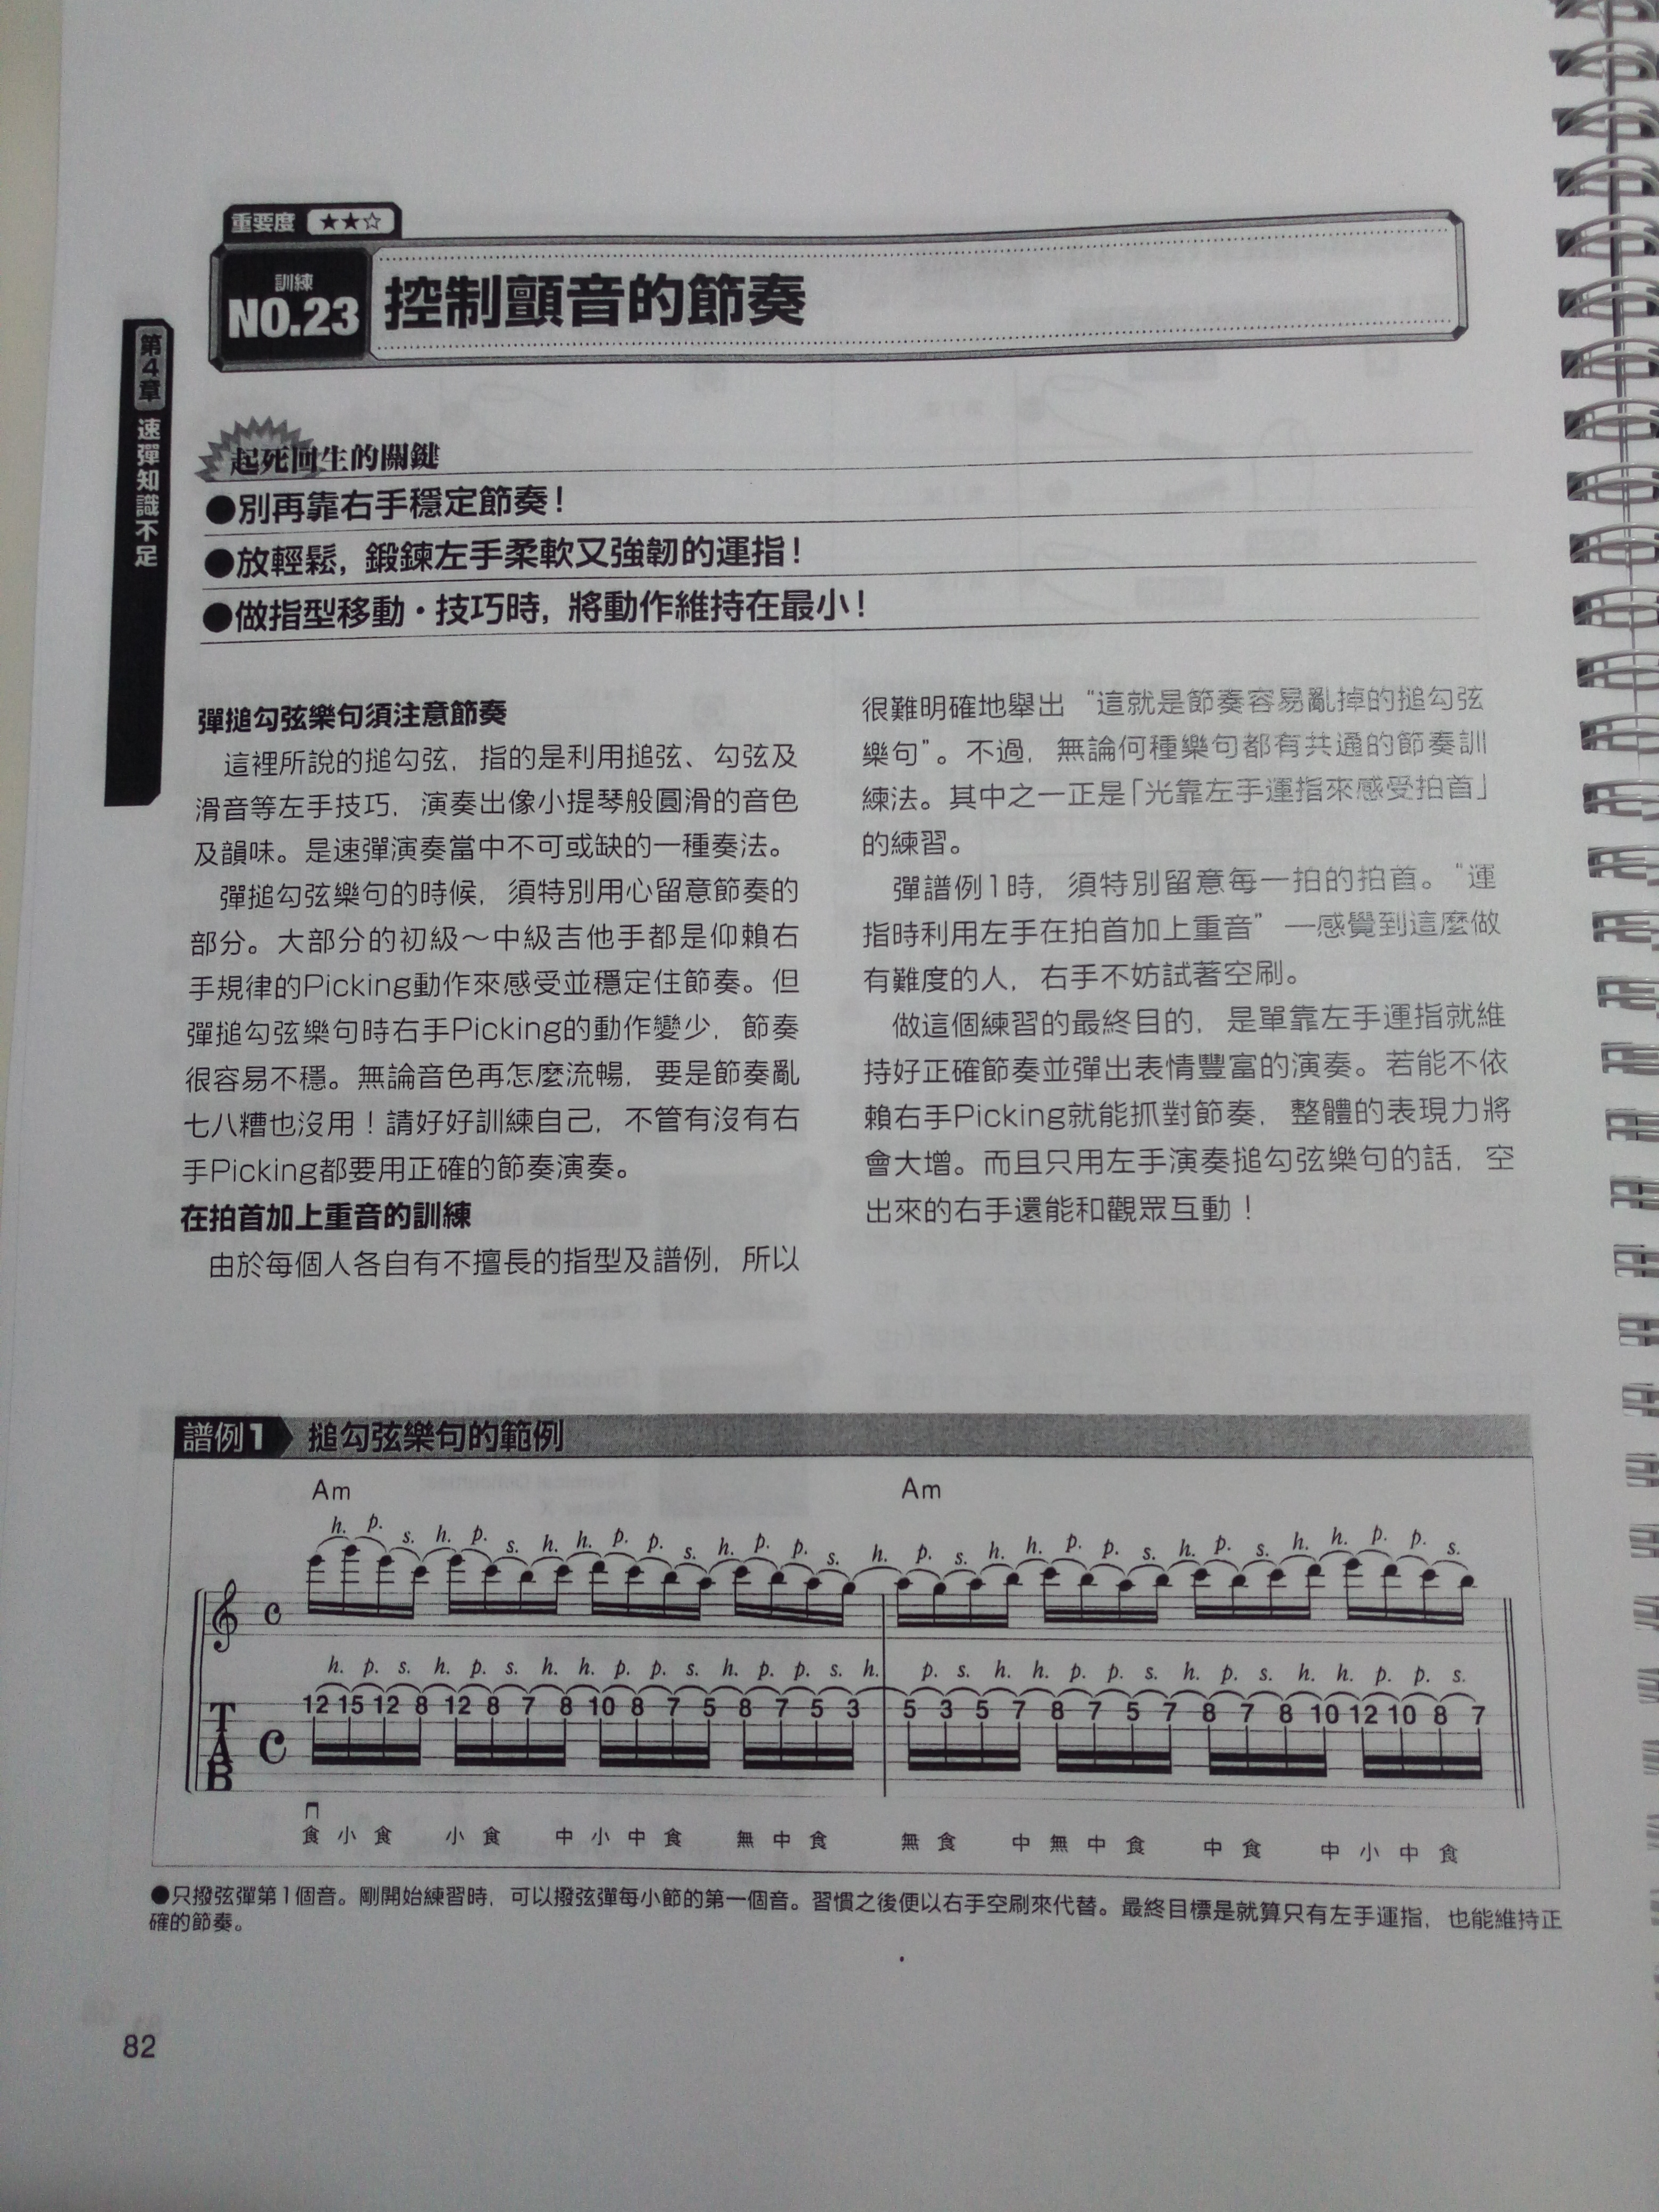 重要度 ★★☆
訓練
NO.23
控制顫音的節奏
第4章 速彈知識不足
起死回生的關鍵
●別再靠右手穩定節奏！
●放輕鬆，鍛鍊左手柔軟又強韌的運指！
●做指型移動・技巧時，將動作維持在最小！
彈搥勾弦樂句須注意節奏
這裡所說的搥勾弦，指的是利用搥弦、勾弦及
滑音等左手技巧，演奏出像小提琴般圓滑的音色
及韻味。是速彈演奏當中不可或缺的一種奏法。
彈搥勾弦樂句的時候，須特別用心留意節奏的
部分。大部分的初級～中級吉他手都是仰賴右
手規律的Picking動作來感受並穩定住節奏。但
彈搥勾弦樂句時右手Picking的動作變少，節奏
很容易不穩。無論音色再怎麼流暢，要是節奏亂
七八糟也沒用！請好好訓練自己，不管有沒有右
手Picking都要用正確的節奏演奏。
在拍首加上重音的訓練
由於每個人各自有不擅長的指型及譜例，所以
很難明確地舉出“這就是節奏容易亂掉的搥勾弦
樂句”。不過，無論何種樂句都有共通的節奏訓
練法。其中之一正是「光靠左手運指來感受拍首」
的練習。
彈譜例1時，須特別留意每一拍的拍首。“運
指時利用左手在拍首加上重音”—感覺到這麼做
有難度的人，右手不妨試著空刷。
做這個練習的最終目的，是單靠左手運指就維
持好正確節奏並彈出表情豐富的演奏。若能不依
賴右手Picking就能抓對節奏，整體的表現力將
會大增。而且只用左手演奏搥勾弦樂句的話，空
出來的右手還能和觀眾互動！
譜例1 搥勾弦樂句的範例
Am Am
h. p. s. h. p. s. h. h. p. p. s. h. p. p. s. h. p. s. h. h. p. p. s. h. p. s. h. h. p. p. s.
h. p. s. h. p. s. h. h. p. p. s. h. p. p. s. h. p. s. h. h. p. p. s. h. p. s. h. h. p. p. s.
TAB 12 15 12 8 12 8 7 8 10 8 7 5 8 7 5 3 5 3 5 7 8 7 5 7 8 7 8 10 12 10 8 7
食 小 食 小 食 中 小 中 食 無 中 食 無 食 中 無 中 食 中 食 中 小 中 食
●只撥弦彈第1個音。剛開始練習時，可以撥弦彈每小節的第一個音。習慣之後便以右手空刷來代替。最終目標是就算只有左手運指，也能維持正
確的節奏。
82